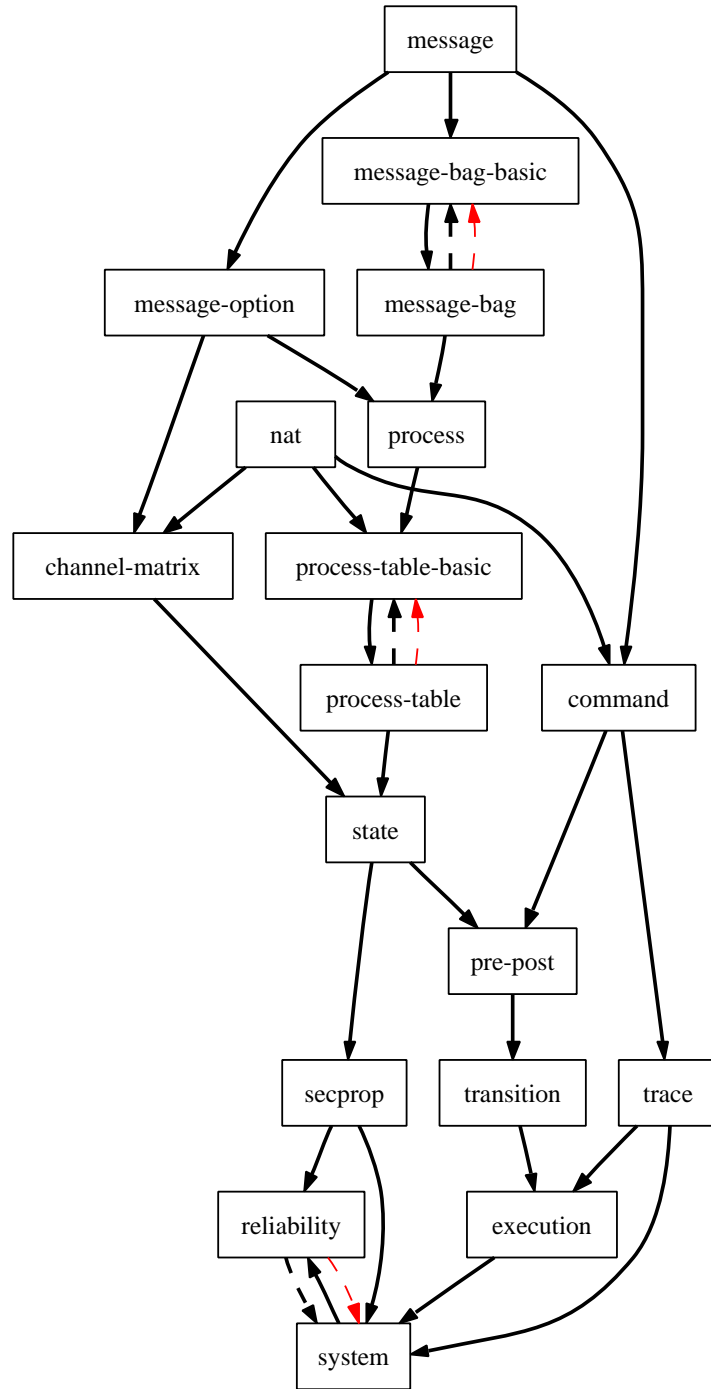 message
message-bag-basic
message-option
message-bag
nat
process
channel-matrix
process-table-basic
process-table
command
state
pre-post
secprop
transition
trace
reliability
execution
system